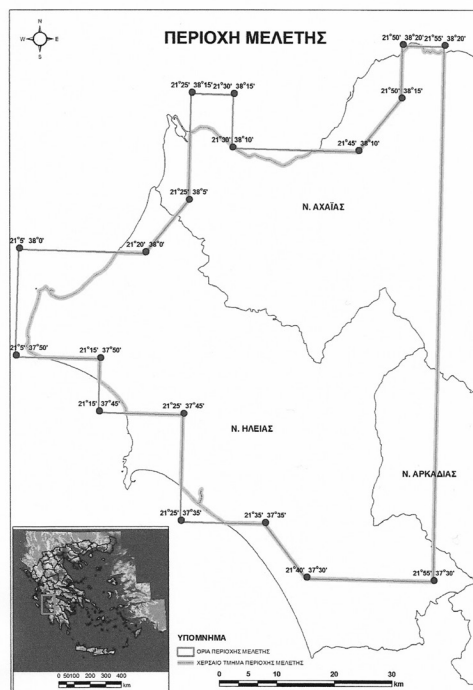 N
W E
S
ΠΕΡΙΟΧΗ ΜΕΛΕΤΗΣ
21°50' 38°20' 21°55' 38°20'
21°25' 38°15' 21°30' 38°15'
21°50' 38°15'
21°30' 38°10'
21°45' 38°10'
21°25' 38°5'
Ν. ΑΧΑΪΑΣ
21°5' 38°0'
21°20' 38°0'
21°5' 37°50'
21°15' 37°50'
21°15' 37°45'
21°25' 37°45'
Ν. ΗΛΕΙΑΣ
Ν. ΑΡΚΑΔΙΑΣ
21°25' 37°35'
21°35' 37°35'
21°40' 37°30'
21°55' 37°30'
ΥΠΟΜΝΗΜΑ
ΟΡΙΑ ΠΕΡΙΟΧΗΣ ΜΕΛΕΤΗΣ
ΧΕΡΣΑΙΟ ΤΜΗΜΑ ΠΕΡΙΟΧΗΣ ΜΕΛΕΤΗΣ
0 50 100 200 300 400
km
0 5 10 20 30
km